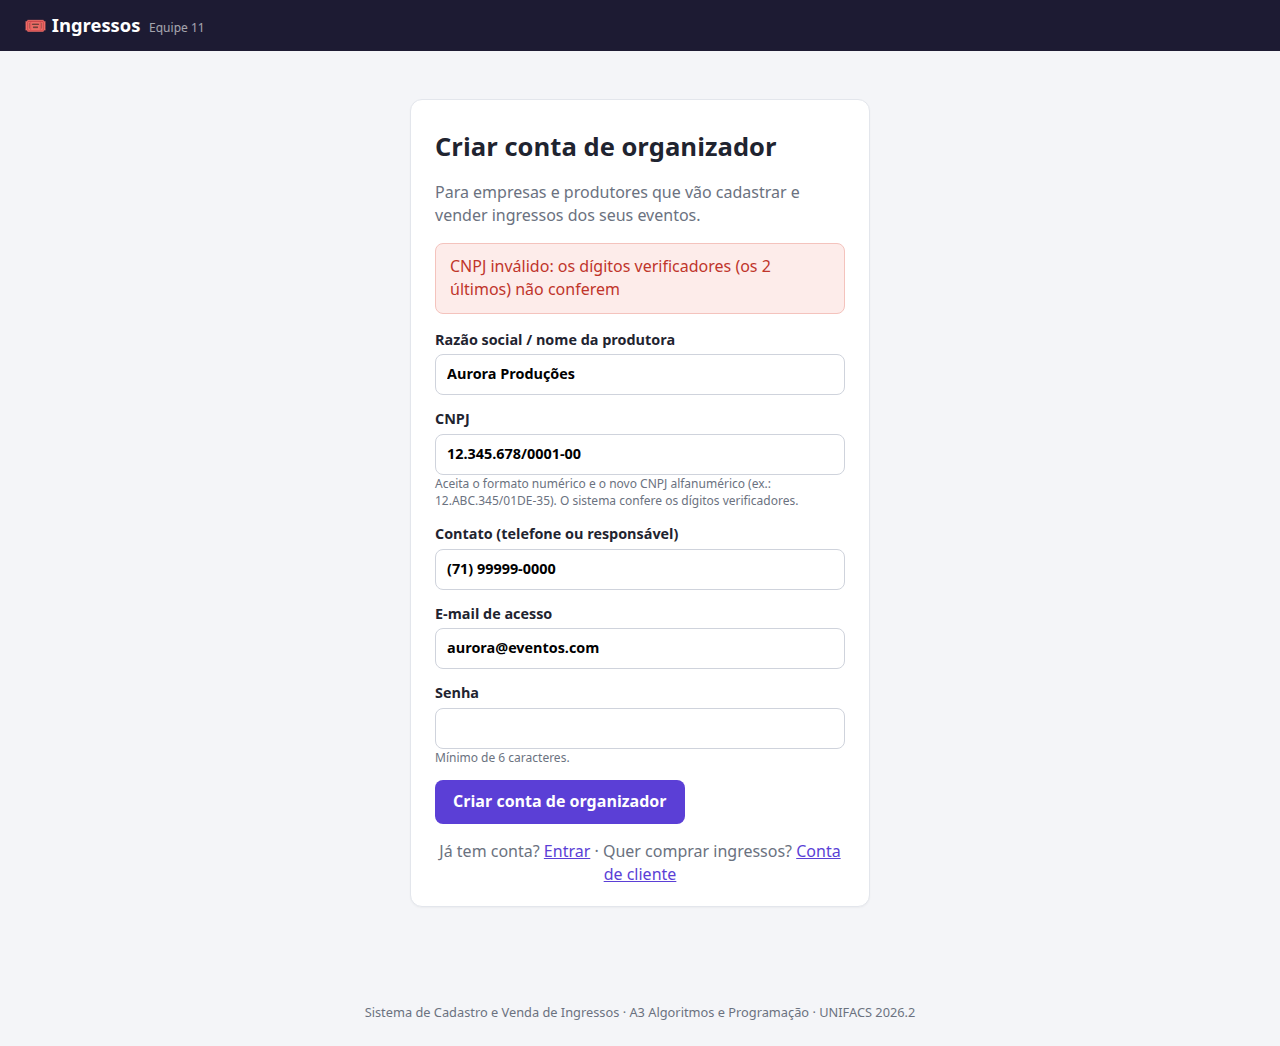 Ingressos Equipe 11
Criar conta de organizador
Para empresas e produtores que vão cadastrar e
vender ingressos dos seus eventos.
CNPJ inválido: os dígitos verificadores (os 2
últimos) não conferem
Razão social / nome da produtora
Aurora Produções
CNPJ
12.345.678/0001-00
Aceita o formato numérico e o novo CNPJ alfanumérico (ex.:
12.ABC.345/01DE-35). O sistema confere os dígitos verificadores.
Contato (telefone ou responsável)
(71) 99999-0000
E-mail de acesso
aurora@eventos.com
Senha
Mínimo de 6 caracteres.
Criar conta de organizador
Já tem conta? Entrar · Quer comprar ingressos? Conta
de cliente
Sistema de Cadastro e Venda de Ingressos · A3 Algoritmos e Programação · UNIFACS 2026.2